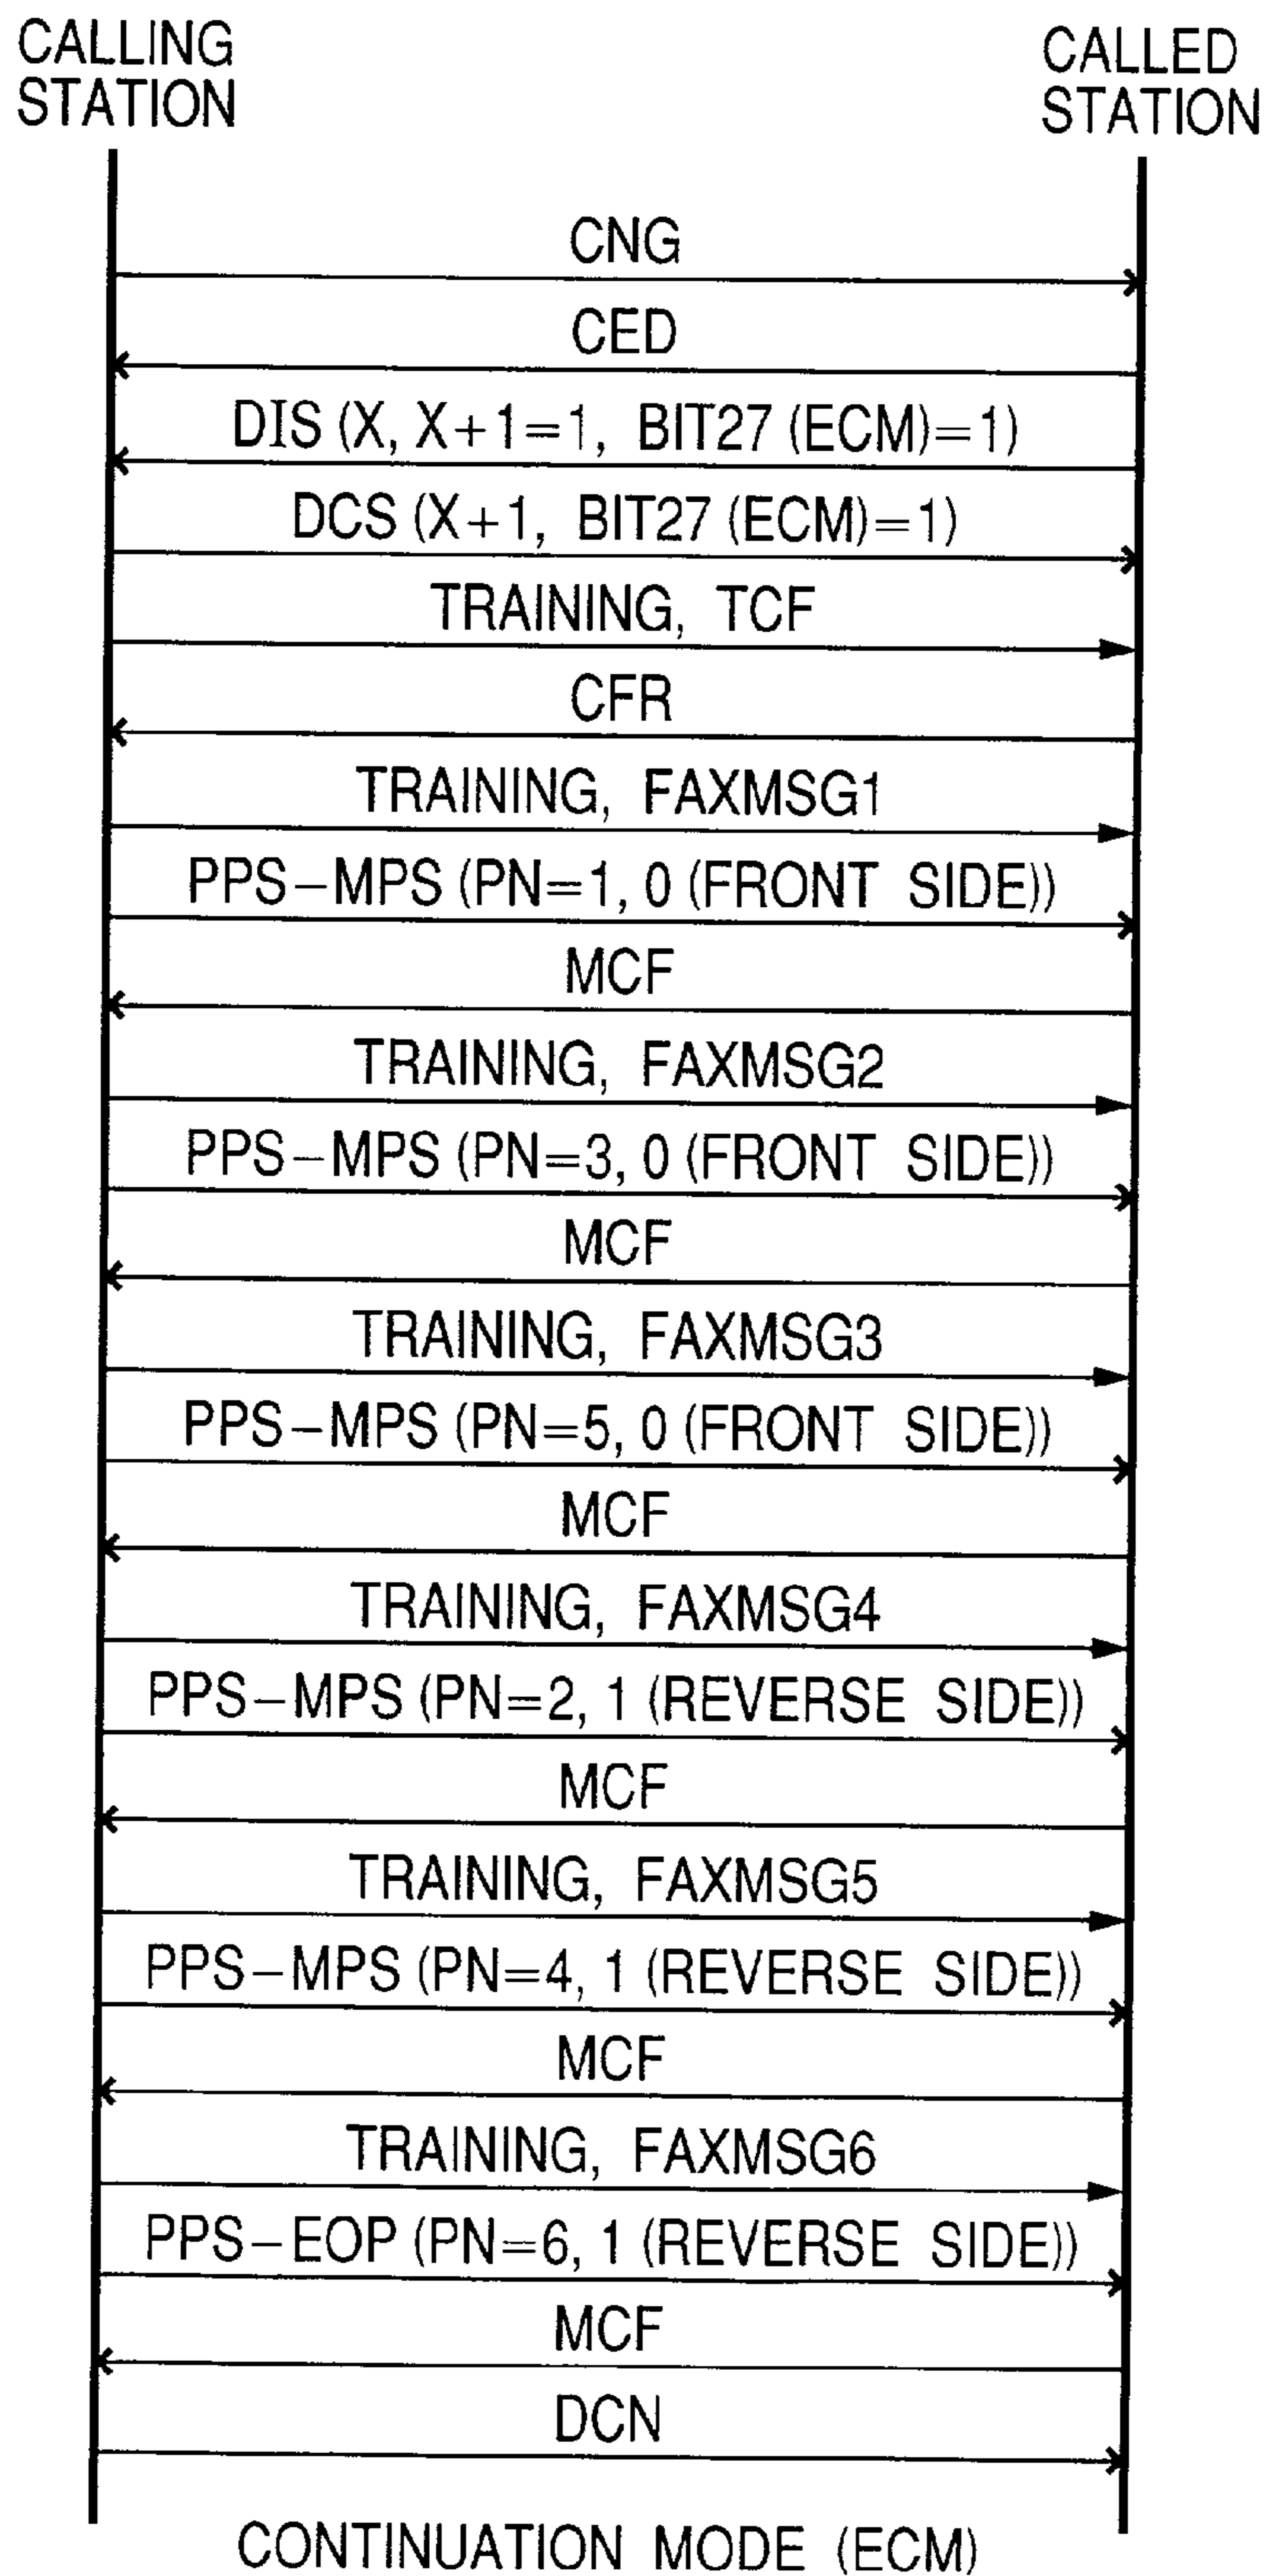 CALLING
STATION
CALLED
STATION
CNG
CED
DIS (X, X+1=1, BIT27 (ECM)=1)
DCS (X+1, BIT27 (ECM)=1)
TRAINING, TCF
CFR
TRAINING, FAXMSG1
PPS-MPS (PN=1, 0 (FRONT SIDE))
MCF
TRAINING, FAXMSG2
PPS-MPS (PN=3, 0 (FRONT SIDE))
MCF
TRAINING, FAXMSG3
PPS-MPS (PN=5, 0 (FRONT SIDE))
MCF
TRAINING, FAXMSG4
PPS-MPS (PN=2, 1 (REVERSE SIDE))
MCF
TRAINING, FAXMSG5
PPS-MPS (PN=4, 1 (REVERSE SIDE))
MCF
TRAINING, FAXMSG6
PPS-EOP (PN=6, 1 (REVERSE SIDE))
MCF
DCN
CONTINUATION MODE (ECM)